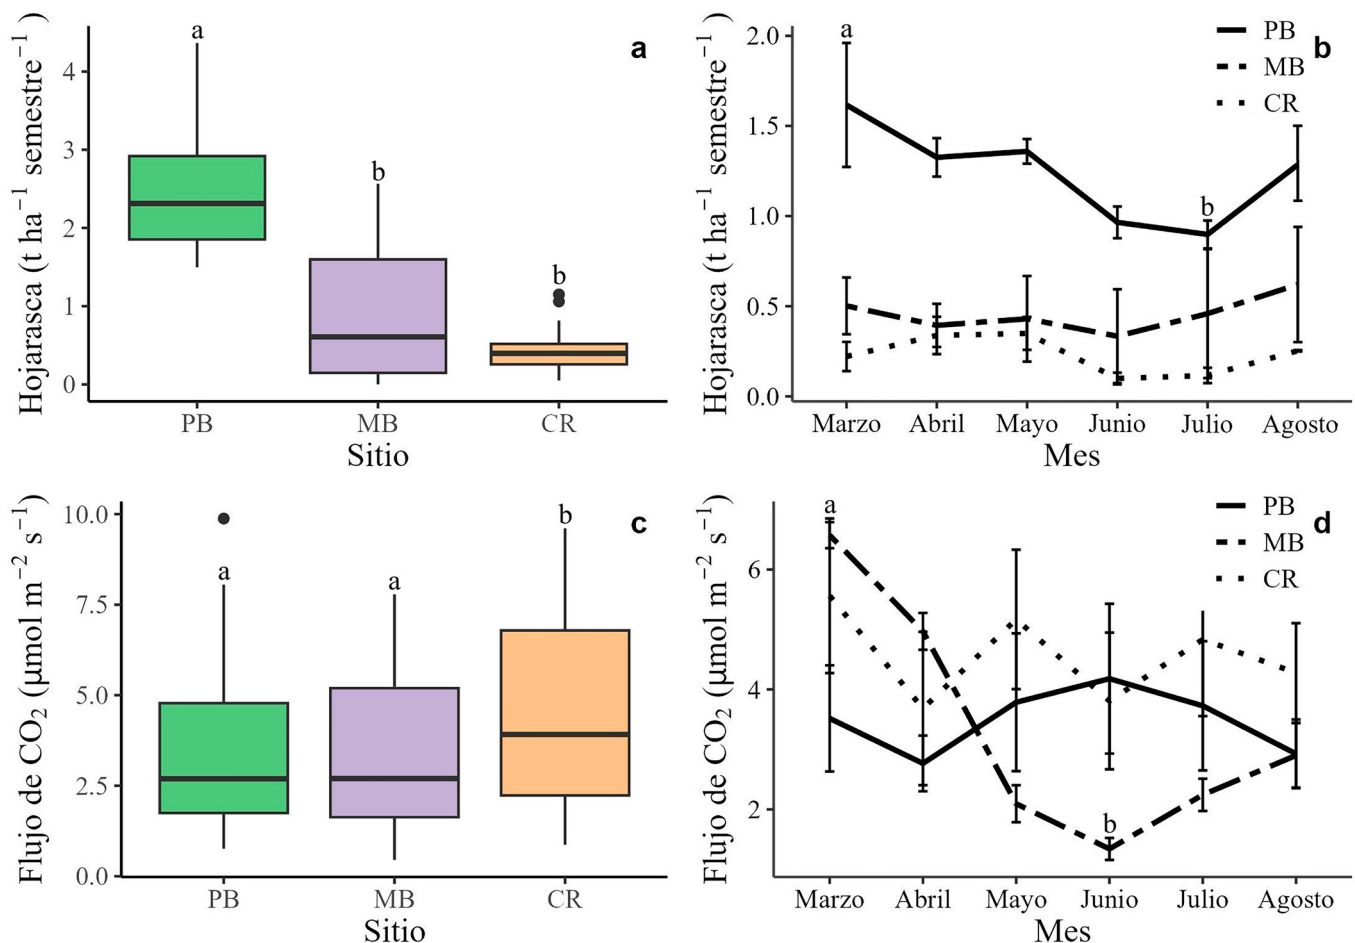 a
Hojarasca (t ha⁻¹ semestre⁻¹)
4
3
2
1
0
a
b
b
PB
MB
CR
Sitio
b
Hojarasca (t ha⁻¹ semestre⁻¹)
2.0
1.5
1.0
0.5
0.0
a
b
PB
MB
CR
Marzo
Abril
Mayo
Junio
Julio
Agosto
Mes
c
Flujo de CO₂ (µmol m⁻² s⁻¹)
10.0
7.5
5.0
2.5
0.0
a
a
b
PB
MB
CR
Sitio
d
Flujo de CO₂ (µmol m⁻² s⁻¹)
6
4
2
a
b
PB
MB
CR
Marzo
Abril
Mayo
Junio
Julio
Agosto
Mes